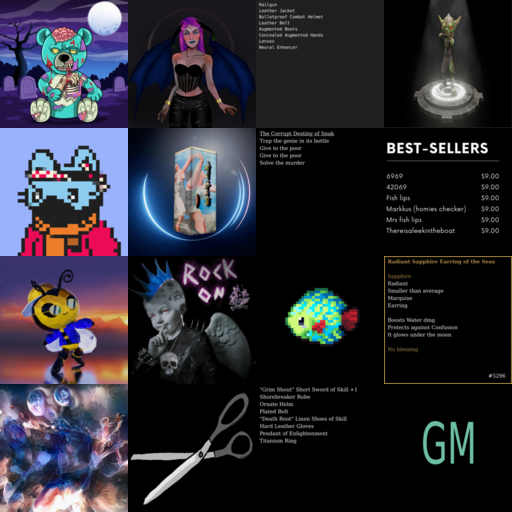 Railgun
Leather Jacket
Bulletproof Combat Helmet
Leather Belt
Augmented Boots
Concealed Augmented Hands
Lenses
Neural Enhancer
The Corrupt Destiny of Snak
Trap the genie in its bottle
Give to the poor
Give to the poor
Solve the murder
BEST-SELLERS
6969 $9.00
42069 $9.00
Fish lips $9.00
Markkus (homies checker) $9.00
Mrs fish lips $9.00
Thereisaleekintheboat $9.00
ROCK
ON
Radiant Sapphire Earring of the Seas
Sapphire
Radiant
Smaller than average
Marquise
Earring
Boosts Water dmg
Protects against Confusion
It glows under the moon
No blessing
#5296
"Grim Shout" Short Sword of Skill +1
Shorebreaker Robe
Ornate Helm
Plated Belt
"Death Root" Linen Shoes of Skill
Hard Leather Gloves
Pendant of Enlightenment
Titanium Ring
GM